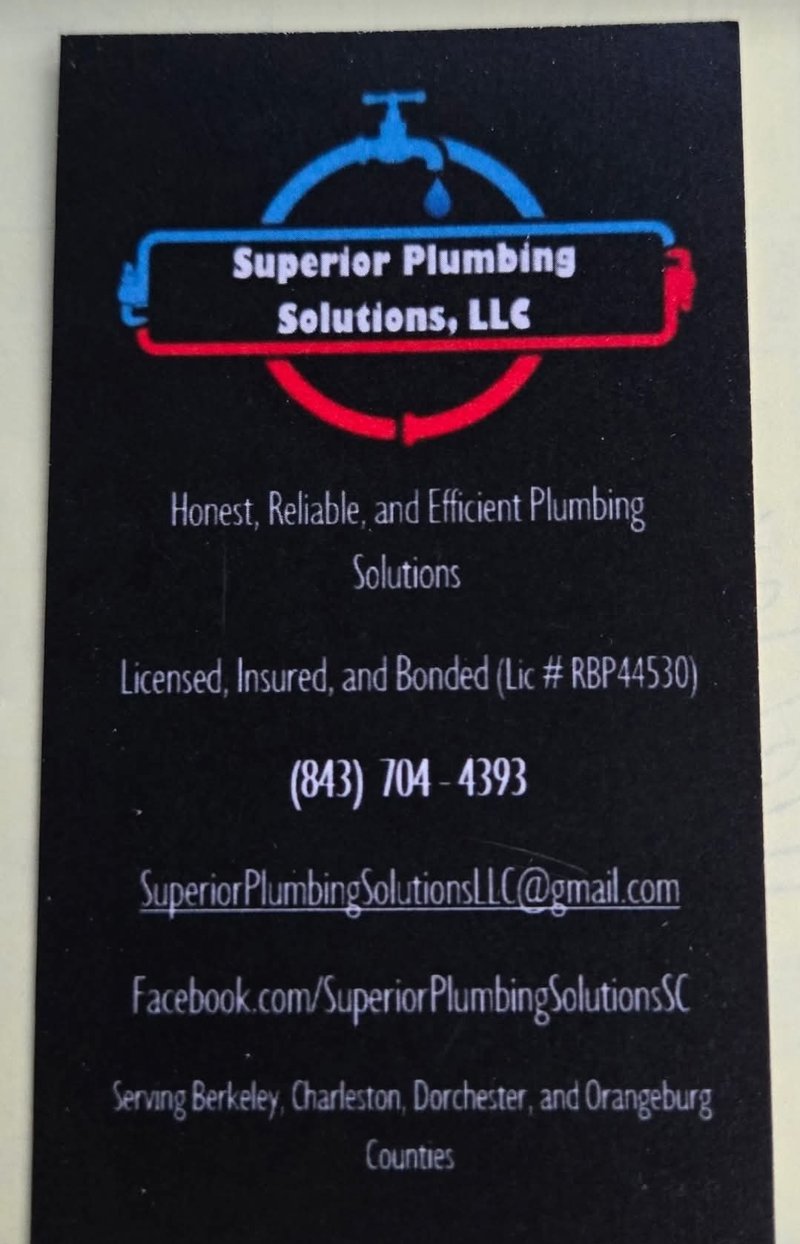 Superior Plumbing
Solutions, LLC
Honest, Reliable, and Efficient Plumbing
Solutions
Licensed, Insured, and Bonded (Lic # RBP44530)
(843) 704-4393
SuperiorPlumbingSolutionsLLC@gmail.com
Facebook.com/SuperiorPlumbingSolutionsSC
Serving Berkeley, Charleston, Dorchester, and Orangeburg
Counties